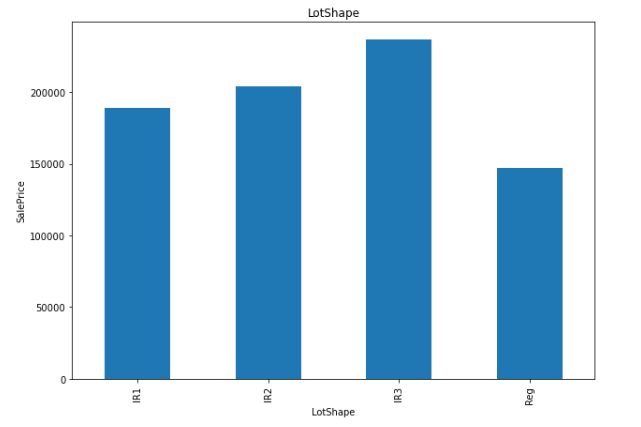 LotShape
SalePrice
200000
150000
100000
50000
0
IR1
IR2
IR3
Reg
LotShape